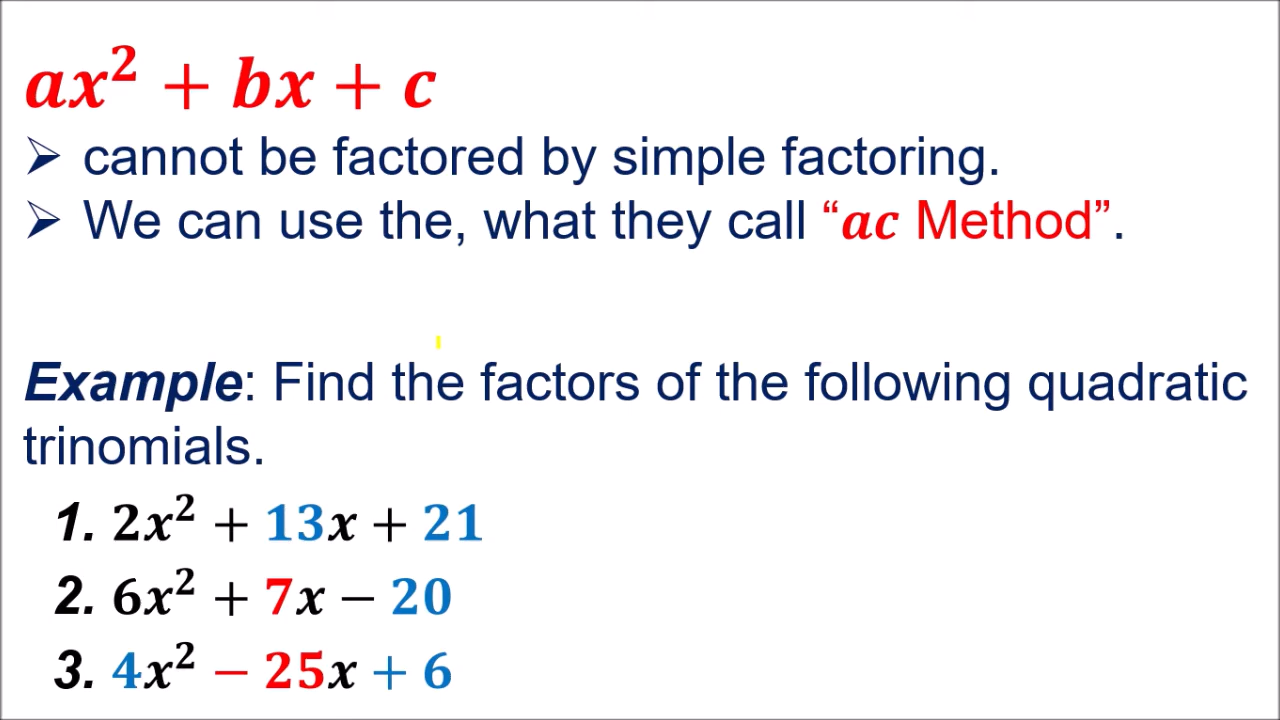 ax² + bx + c
➢ cannot be factored by simple factoring.
➢ We can use the, what they call “ac Method”.
Example: Find the factors of the following quadratic
trinomials.
1. 2x² + 13x + 21
2. 6x² + 7x − 20
3. 4x² − 25x + 6